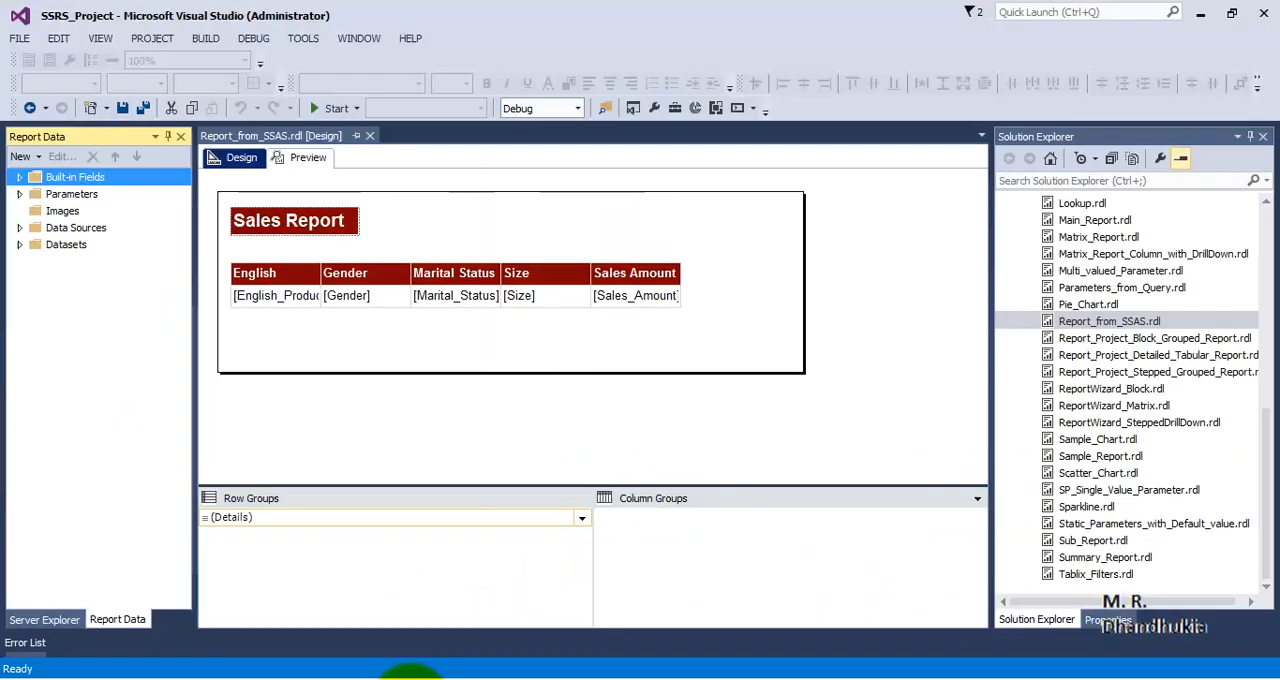 SSRS_Project - Microsoft Visual Studio (Administrator)
2
Quick Launch (Ctrl+Q)
FILE EDIT VIEW PROJECT BUILD DEBUG TOOLS WINDOW HELP
100%
Start
Debug
Report Data
New Edit...
Built-in Fields
Parameters
Images
Data Sources
Datasets
Server Explorer Report Data
Report_from_SSAS.rdl [Design]
Design Preview
Sales Report
English Gender Marital Status Size Sales Amount
[English_Produc [Gender] [Marital_Status] [Size] [Sales_Amount]
Row Groups
Column Groups
(Details)
Solution Explorer
Search Solution Explorer (Ctrl+;)
Lookup.rdl
Main_Report.rdl
Matrix_Report.rdl
Matrix_Report_Column_with_DrillDown.rdl
Multi_valued_Parameter.rdl
Parameters_from_Query.rdl
Pie_Chart.rdl
Report_from_SSAS.rdl
Report_Project_Block_Grouped_Report.rdl
Report_Project_Detailed_Tabular_Report.rd
Report_Project_Stepped_Grouped_Report.r
ReportWizard_Block.rdl
ReportWizard_Matrix.rdl
ReportWizard_SteppedDrillDown.rdl
Sample_Chart.rdl
Sample_Report.rdl
Scatter_Chart.rdl
SP_Single_Value_Parameter.rdl
Sparkline.rdl
Static_Parameters_with_Default_value.rdl
Sub_Report.rdl
Summary_Report.rdl
Tablix_Filters.rdl
Solution Explorer Properties
M. R.
Dhandhukia
Error List
Ready